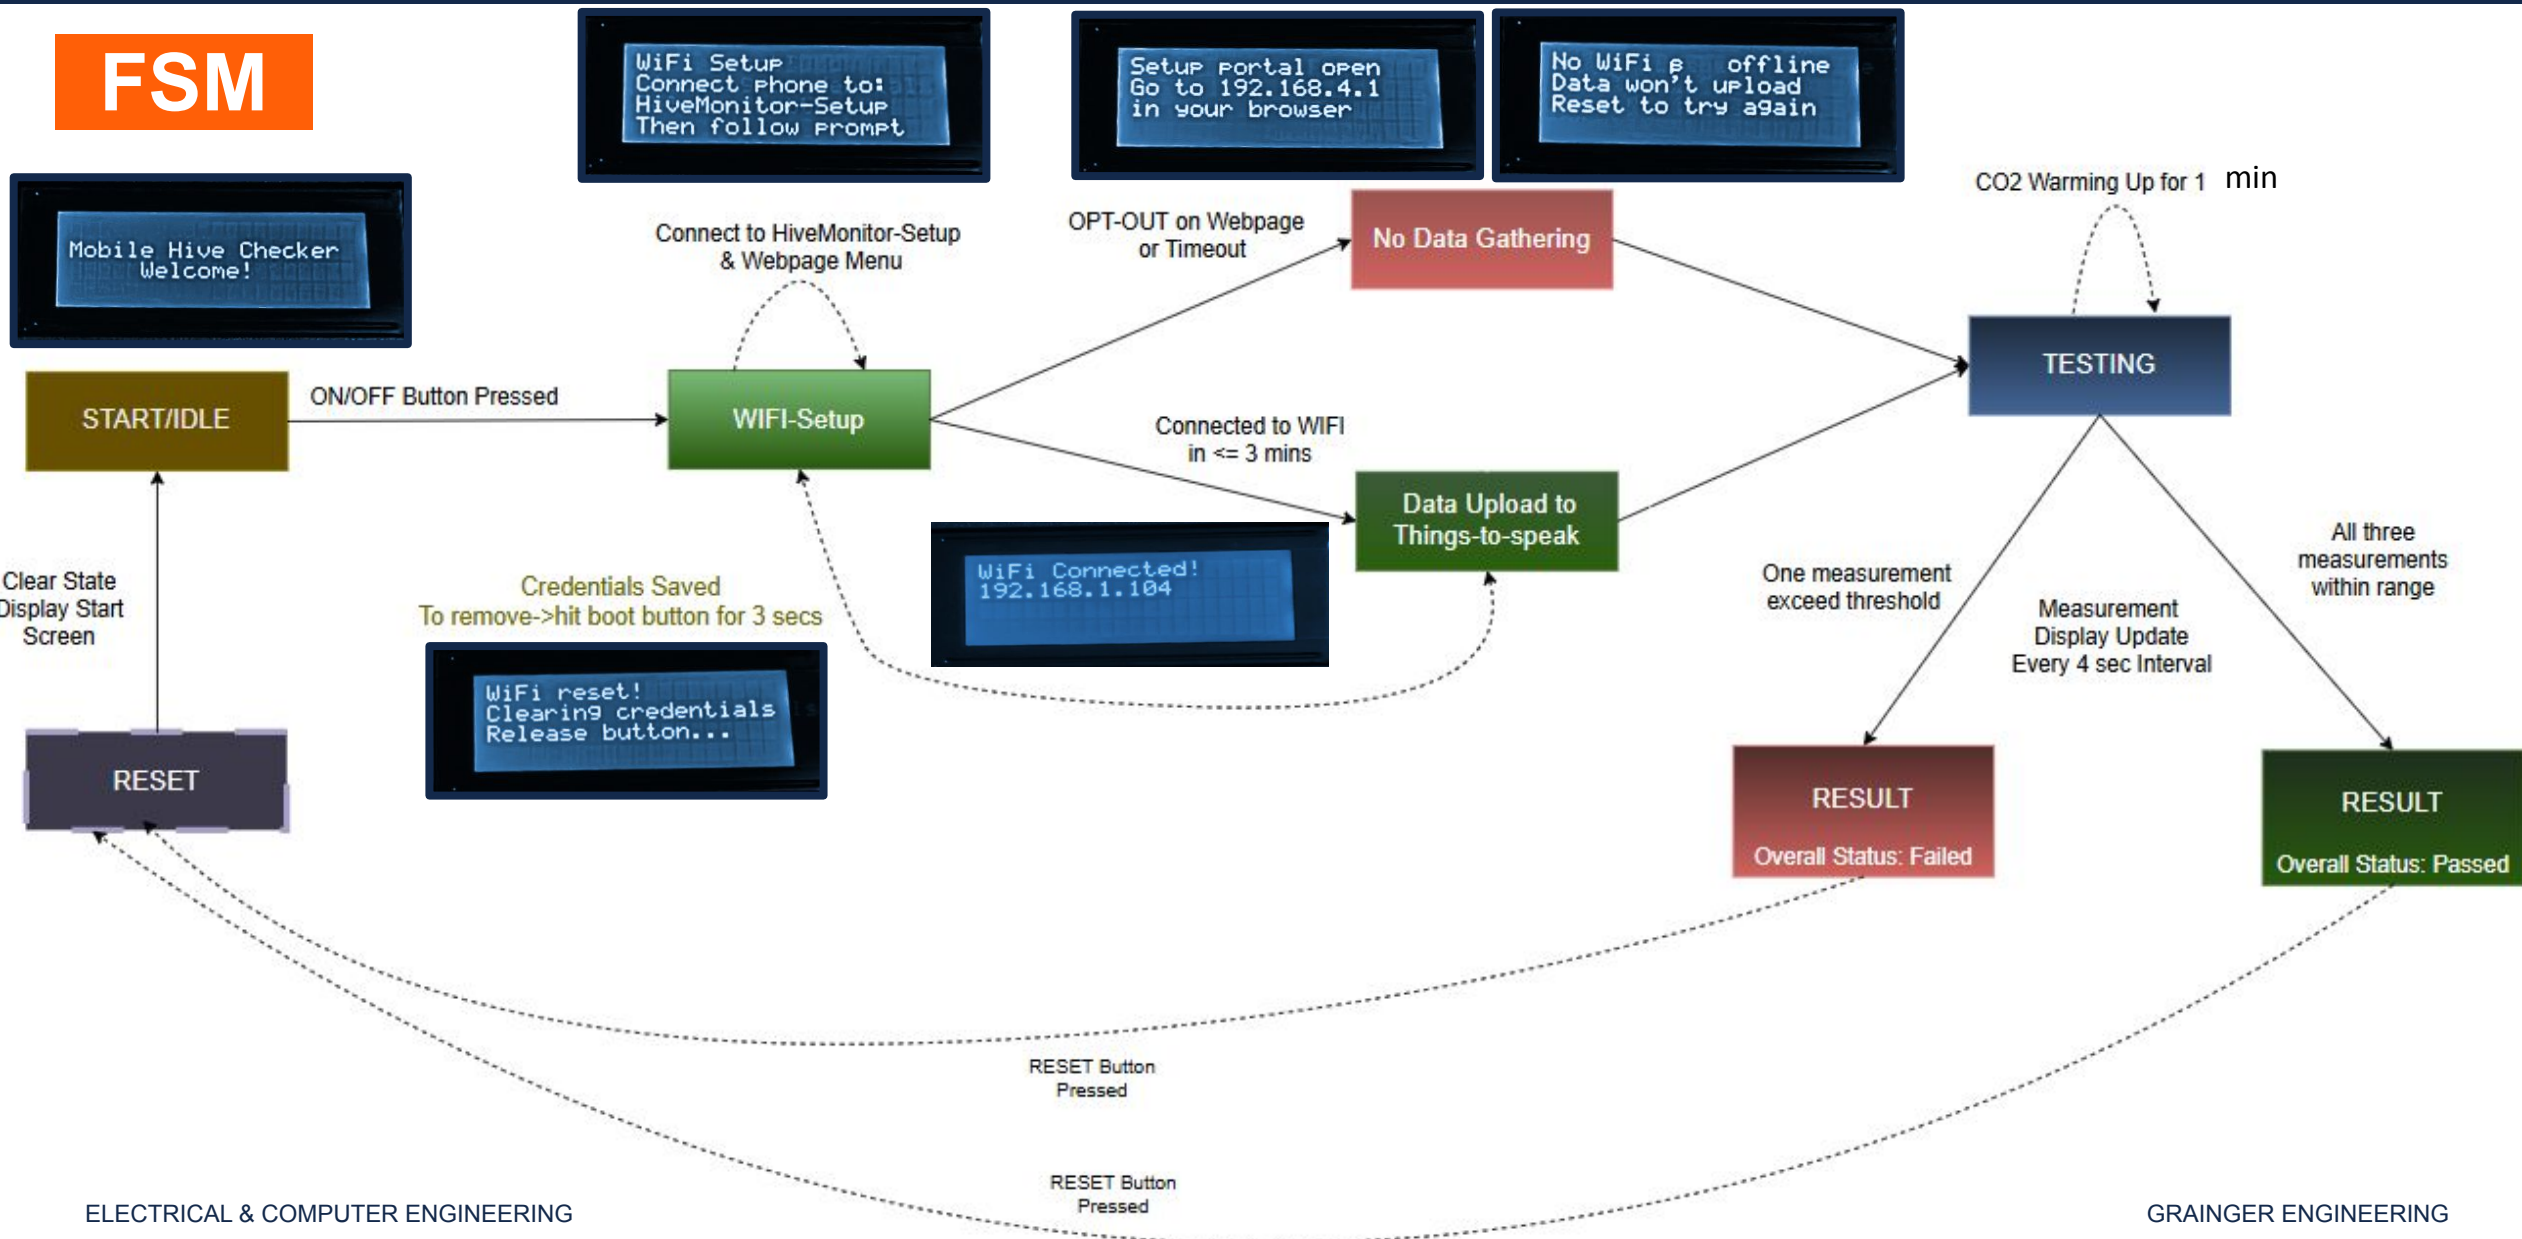 FSM
WiFi Setup
Connect phone to:
HiveMonitor-Setup
Then follow prompt
Setup portal open
Go to 192.168.4.1
in your browser
No WiFi offline
Data won't upload
Reset to try again
Mobile Hive Checker
Welcome!
CO2 Warming Up for 1 min
Connect to HiveMonitor-Setup
& Webpage Menu
OPT-OUT on Webpage
or Timeout
No Data Gathering
TESTING
START/IDLE
ON/OFF Button Pressed
WIFI-Setup
Connected to WIFI
in <= 3 mins
Data Upload to
Things-to-speak
WiFi Connected!
192.168.1.104
Clear State
Display Start
Screen
Credentials Saved
To remove->hit boot button for 3 secs
WiFi reset!
Clearing credentials
Release button...
One measurement
exceed threshold
Measurement
Display Update
Every 4 sec Interval
All three
measurements
within range
RESET
RESULT
Overall Status: Failed
RESULT
Overall Status: Passed
RESET Button
Pressed
RESET Button
Pressed
ELECTRICAL & COMPUTER ENGINEERING
GRAINGER ENGINEERING